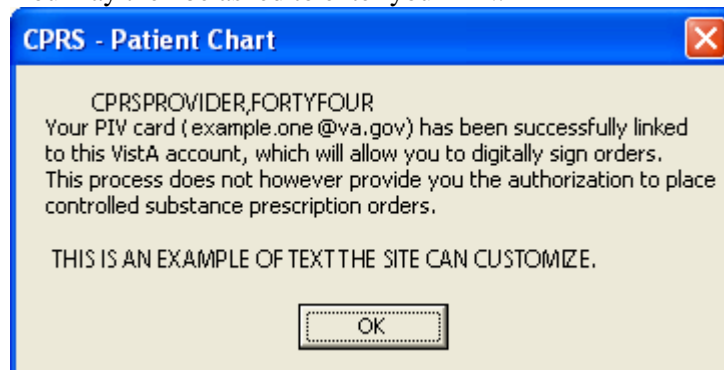 CPRS - Patient Chart
CPRSPROVIDER,FORTYFOUR
Your PIV card (example.one@va.gov) has been successfully linked
to this VistA account, which will allow you to digitally sign orders.
This process does not however provide you the authorization to place
controlled substance prescription orders.
THIS IS AN EXAMPLE OF TEXT THE SITE CAN CUSTOMIZE.
OK